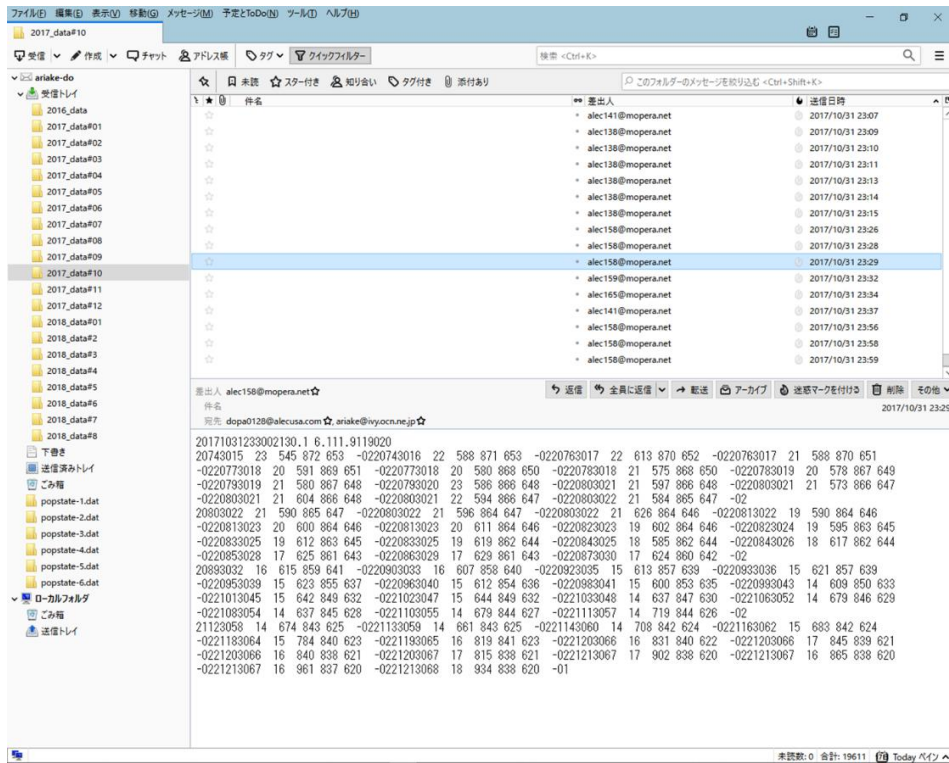 ファイル(F) 編集(E) 表示(V) 移動(G) メッセージ(M) 予定とToDo(N) ツール(T) ヘルプ(H)
2017_data#10
受信 作成 チャット アドレス帳 タグ クイックフィルター 検索 <Ctrl+K>
ariake-do
受信トレイ
2016_data
2017_data#01
2017_data#02
2017_data#03
2017_data#04
2017_data#05
2017_data#06
2017_data#07
2017_data#08
2017_data#09
2017_data#10
2017_data#11
2017_data#12
2018_data#01
2018_data#2
2018_data#3
2018_data#4
2018_data#5
2018_data#6
2018_data#7
2018_data#8
下書き
送信済みトレイ
ごみ箱
popstate-1.dat
popstate-2.dat
popstate-3.dat
popstate-4.dat
popstate-5.dat
popstate-6.dat
ローカルフォルダ
ごみ箱
送信トレイ
未読 スター付き 知り合い タグ付き 添付あり このフォルダーのメッセージを絞り込む <Ctrl+Shift+K>
件名 差出人 送信日時
alec141@mopera.net 2017/10/31 23:07
alec138@mopera.net 2017/10/31 23:09
alec138@mopera.net 2017/10/31 23:10
alec138@mopera.net 2017/10/31 23:11
alec138@mopera.net 2017/10/31 23:13
alec138@mopera.net 2017/10/31 23:14
alec138@mopera.net 2017/10/31 23:15
alec158@mopera.net 2017/10/31 23:26
alec158@mopera.net 2017/10/31 23:28
alec158@mopera.net 2017/10/31 23:29
alec159@mopera.net 2017/10/31 23:32
alec165@mopera.net 2017/10/31 23:34
alec141@mopera.net 2017/10/31 23:37
alec158@mopera.net 2017/10/31 23:56
alec158@mopera.net 2017/10/31 23:58
alec158@mopera.net 2017/10/31 23:59
差出人 alec158@mopera.net 返信 全員に返信 転送 アーカイブ 迷惑マークを付ける 削除 その他
件名 2017/10/31 23:29
宛先 dopa0128@alecusa.com, ariake@ivy.ocn.ne.jp
20171031233002130.1 6.111.9119020
20743015 23 545 872 653 -0220743016 22 588 871 653 -0220763017 22 613 870 652 -0220763017 21 588 870 651
-0220773018 20 591 869 651 -0220773018 20 580 868 650 -0220783018 21 575 868 650 -0220783019 20 578 867 649
-0220793019 21 580 867 648 -0220793020 23 586 866 648 -0220803021 21 597 866 648 -0220803021 21 573 866 647
-0220803021 21 604 866 648 -0220803021 22 594 866 647 -0220803022 21 584 865 647 -02
20803022 21 590 865 647 -0220803022 21 596 864 647 -0220803022 21 626 864 646 -0220813022 19 590 864 646
-0220813023 20 600 864 646 -0220813023 20 611 864 646 -0220823023 19 602 864 646 -0220823024 19 595 863 645
-0220833025 19 612 863 645 -0220833025 19 619 862 644 -0220843025 18 585 862 644 -0220843026 18 617 862 644
-0220853028 17 625 861 643 -0220863029 17 629 861 643 -0220873030 17 624 860 642 -02
20893032 16 615 859 641 -0220903033 16 607 858 640 -0220923035 15 613 857 639 -0220933036 15 621 857 639
-0220953039 15 623 855 637 -0220963040 15 612 854 636 -0220983041 15 600 853 635 -0220993043 14 609 850 633
-0221013045 15 642 849 632 -0221023047 15 644 849 632 -0221033048 14 637 847 630 -0221063052 14 679 846 629
-0221083054 14 637 845 628 -0221103055 14 679 844 627 -0221113057 14 719 844 626 -02
21123058 14 674 843 625 -0221133059 14 661 843 625 -0221143060 14 708 842 624 -0221163062 15 683 842 624
-0221183064 15 784 840 623 -0221193065 16 819 841 623 -0221203066 16 831 840 622 -0221203066 17 845 839 621
-0221203066 16 840 838 621 -0221203067 17 815 838 621 -0221213067 17 902 838 620 -0221213067 16 865 838 620
-0221213067 16 961 837 620 -0221213068 18 934 838 620 -01
未読数: 0 合計: 19611 Today ペイン